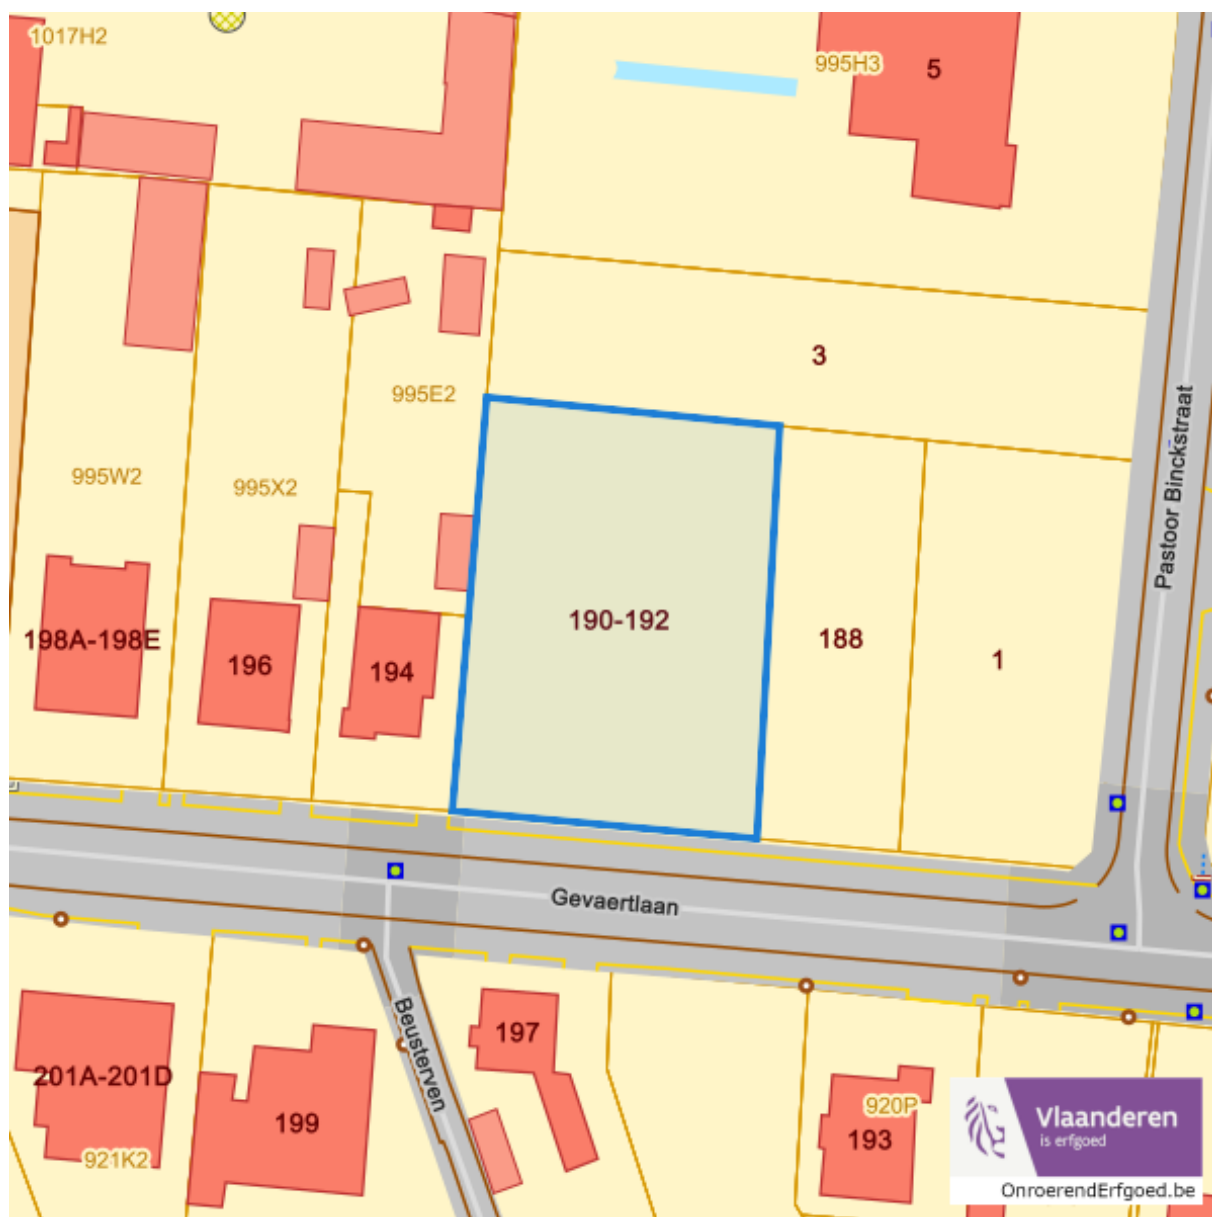 1017H2
995H3
5
3
995E2
995W2
995X2
Pastoor Binckstraat
190-192
188
1
198A-198E
196
194
Gevaertlaan
Beusterven
197
201A-201D
199
921K2
920P
193
Vlaanderen
is erfgoed
OnroerendErfgoed.be